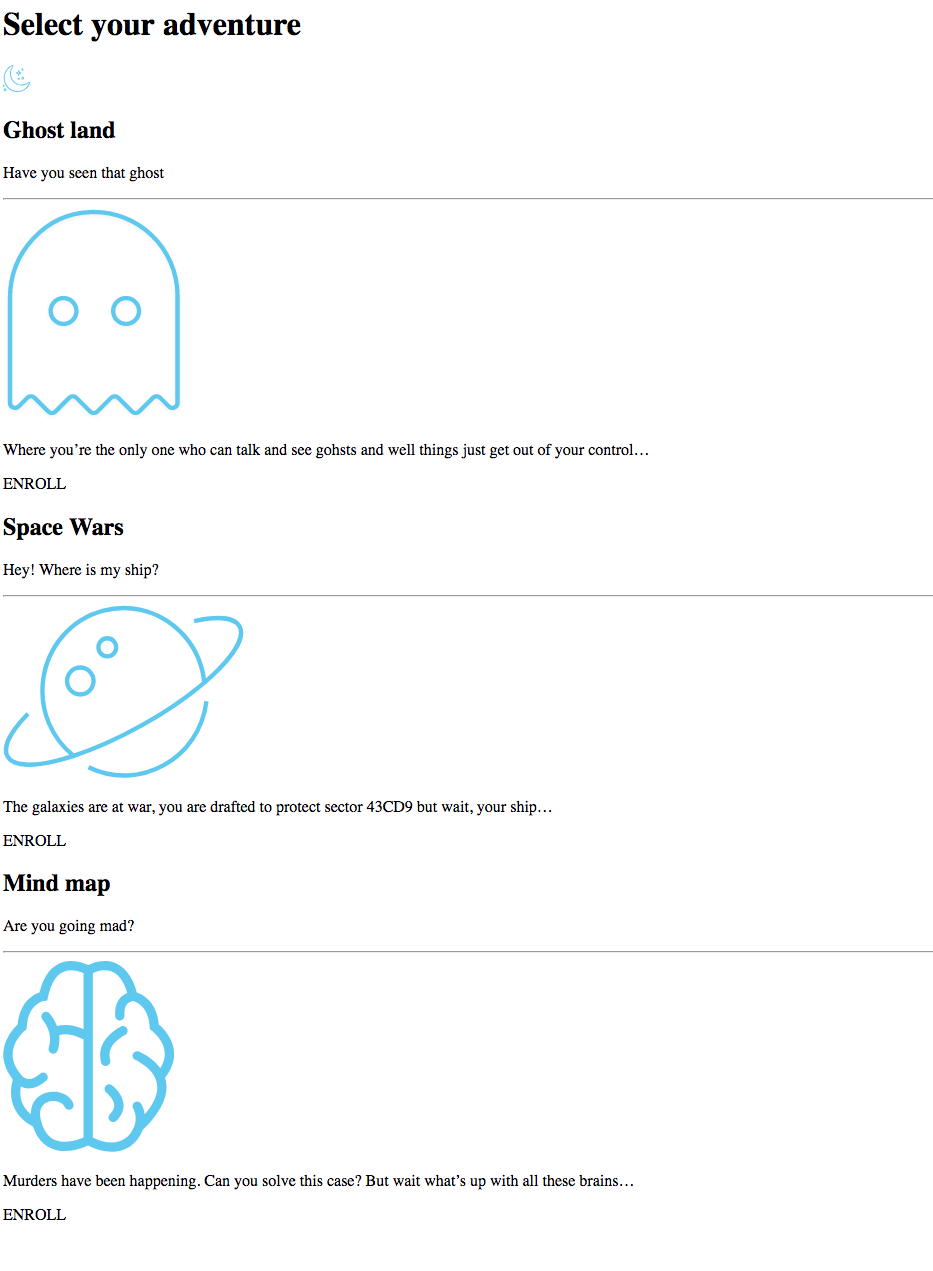 Select your adventure
Ghost land
Have you seen that ghost
Where you’re the only one who can talk and see gohsts and well things just get out of your control…
ENROLL
Space Wars
Hey! Where is my ship?
The galaxies are at war, you are drafted to protect sector 43CD9 but wait, your ship…
ENROLL
Mind map
Are you going mad?
Murders have been happening. Can you solve this case? But wait what’s up with all these brains…
ENROLL